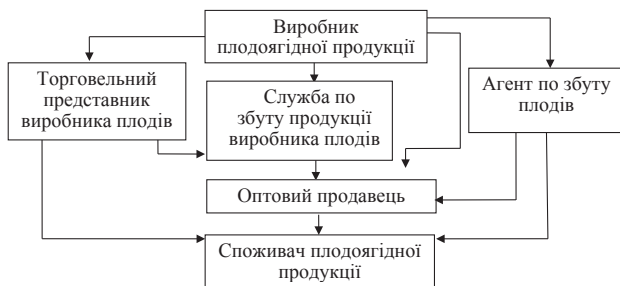 Виробник
плодоягідної продукції
Торговельний
представник
виробника плодів
Служба по
збуту продукції
виробника плодів
Агент по збуту
плодів
Оптовий продавець
Споживач плодоягідної
продукції